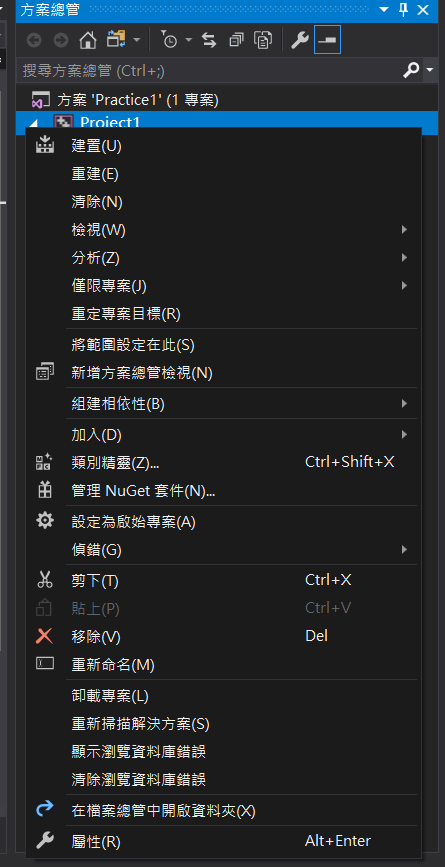 方案總管
搜尋方案總管 (Ctrl+;)
方案 'Practice1' (1 專案)
Project1
建置(U)
重建(E)
清除(N)
檢視(W)
分析(Z)
僅限專案(J)
重定專案目標(R)
將範圍設定在此(S)
新增方案總管檢視(N)
組建相依性(B)
加入(D)
類別精靈(Z)... Ctrl+Shift+X
管理 NuGet 套件(N)...
設定為啟始專案(A)
偵錯(G)
剪下(T) Ctrl+X
貼上(P) Ctrl+V
移除(V) Del
重新命名(M)
卸載專案(L)
重新掃描解決方案(S)
顯示瀏覽資料庫錯誤
清除瀏覽資料庫錯誤
在檔案總管中開啟資料夾(X)
屬性(R) Alt+Enter